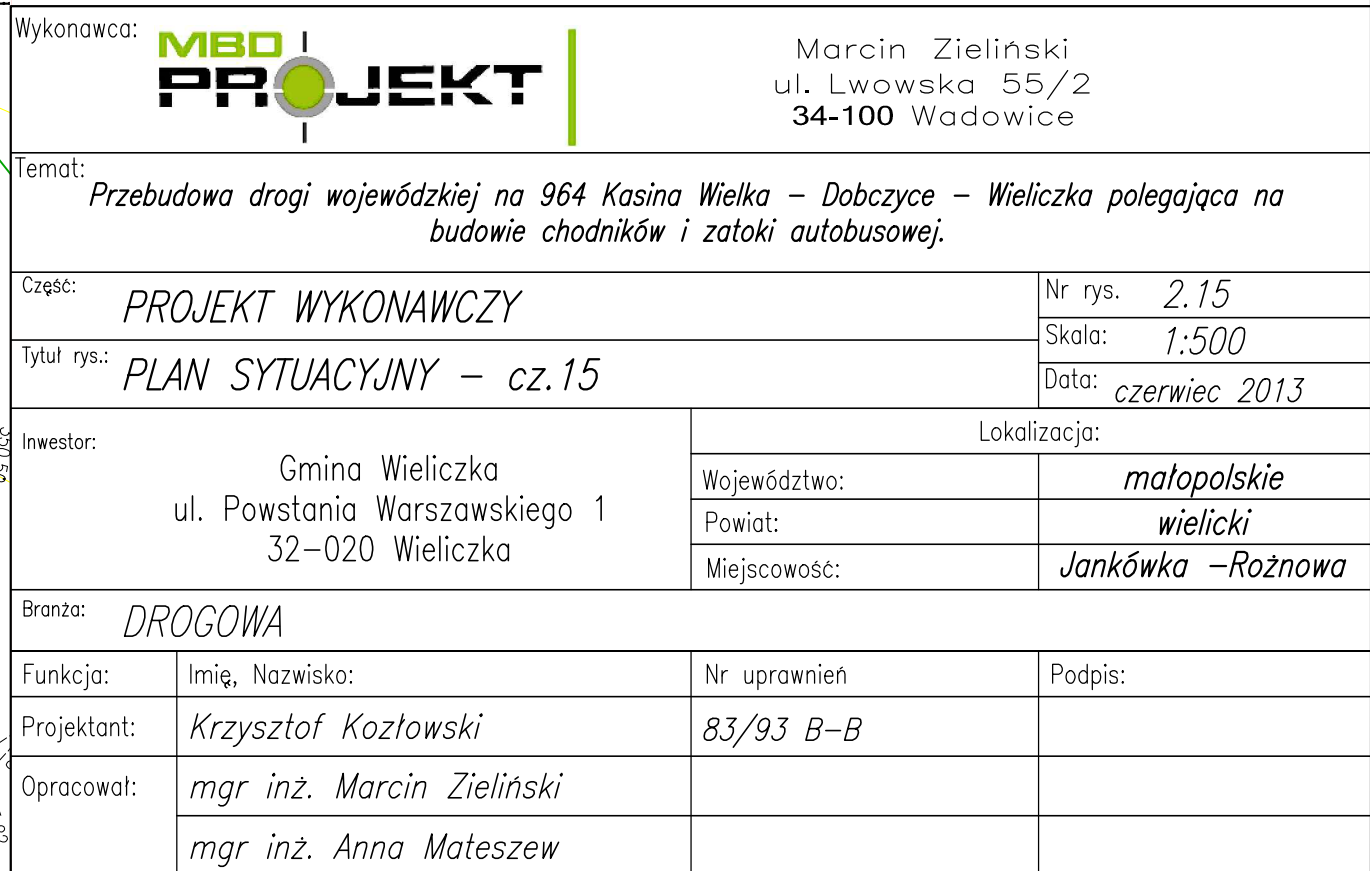 Wykonawca:
MBD
PROJEKT
Marcin Zieliński
ul. Lwowska 55/2
34-100 Wadowice
Temat:
Przebudowa drogi wojewódzkiej na 964 Kasina Wielka – Dobczyce – Wieliczka polegająca na
budowie chodników i zatoki autobusowej.
Część: PROJEKT WYKONAWCZY
Nr rys. 2.15
Skala: 1:500
Tytuł rys.: PLAN SYTUACYJNY – cz.15
Data: czerwiec 2013
Inwestor:
Gmina Wieliczka
ul. Powstania Warszawskiego 1
32–020 Wieliczka
Lokalizacja:
Województwo: małopolskie
Powiat: wielicki
Miejscowość: Jankówka –Rożnowa
Branża: DROGOWA
Funkcja: Imię, Nazwisko: Nr uprawnień Podpis:
Projektant: Krzysztof Kozłowski 83/93 B–B
Opracował: mgr inż. Marcin Zieliński
mgr inż. Anna Mateszew